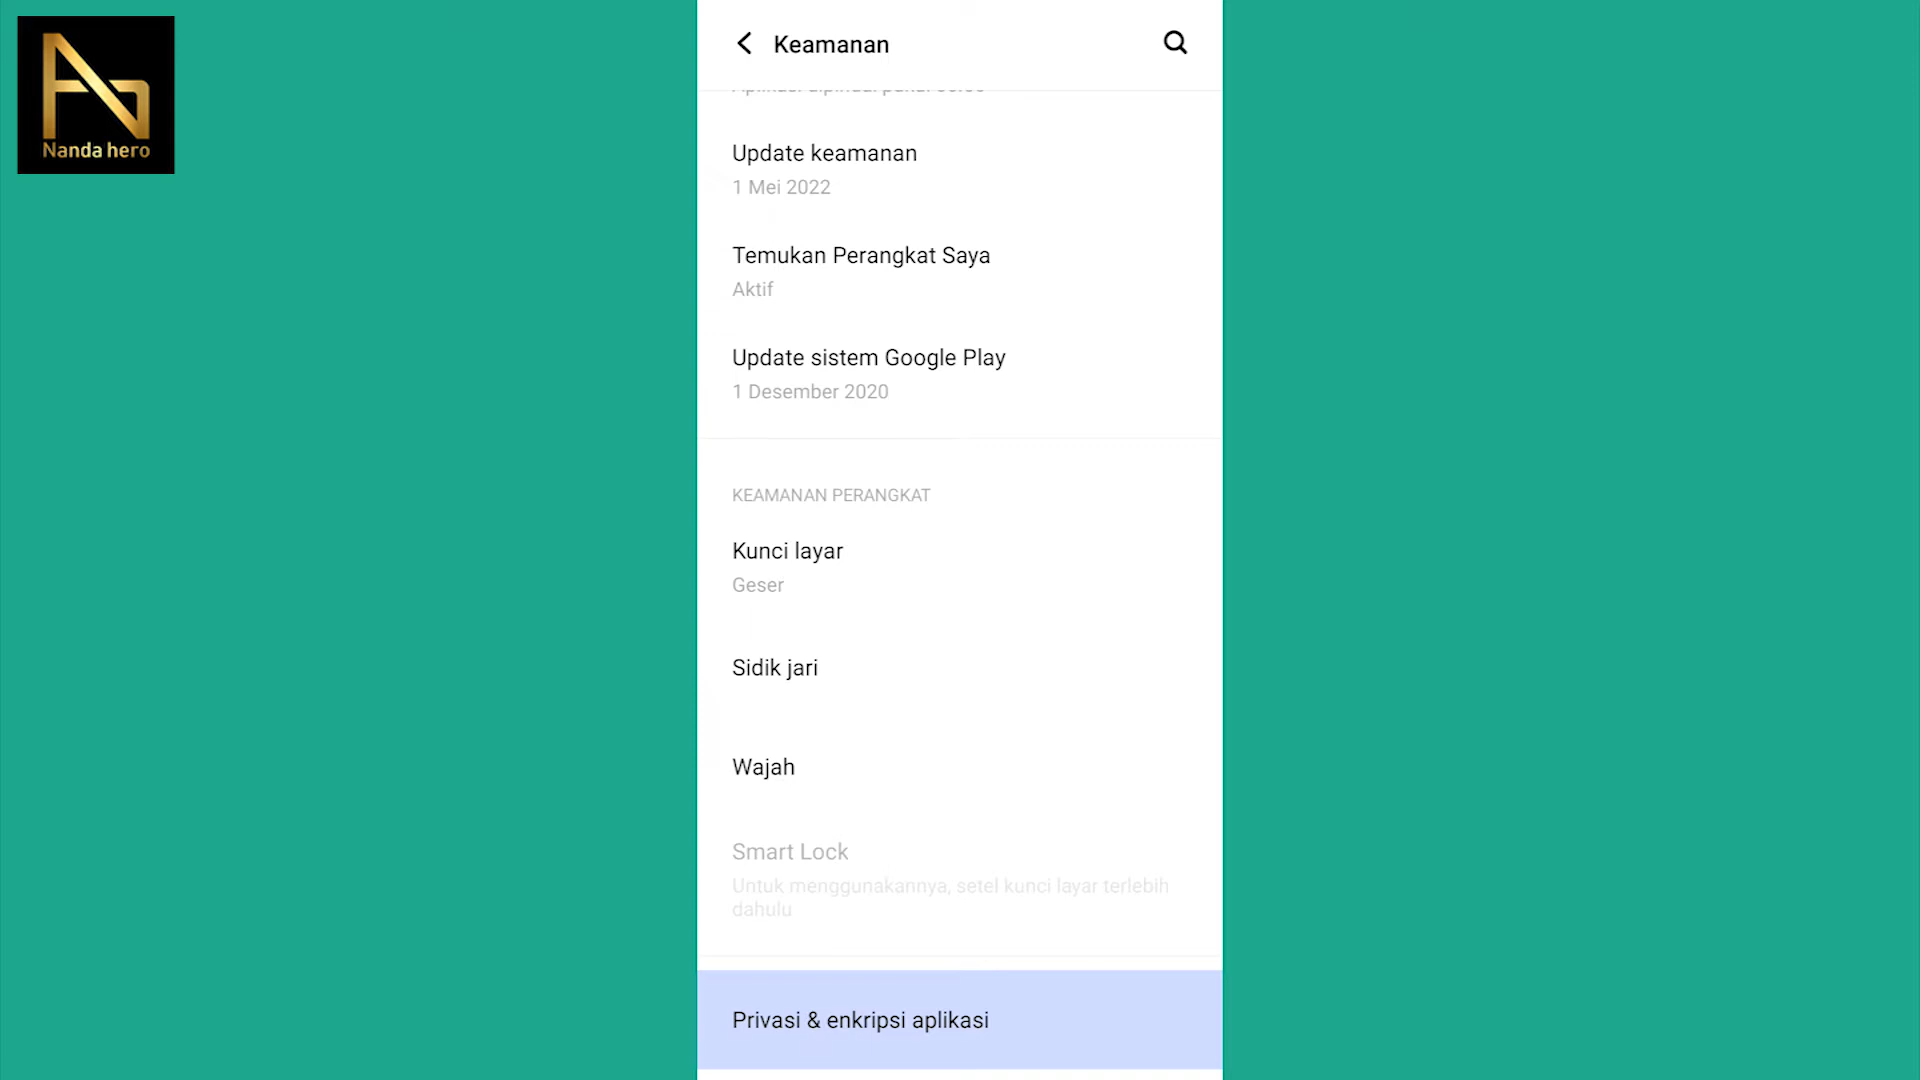 Nanda hero
Keamanan
Update keamanan
1 Mei 2022
Temukan Perangkat Saya
Aktif
Update sistem Google Play
1 Desember 2020
KEAMANAN PERANGKAT
Kunci layar
Geser
Sidik jari
Wajah
Smart Lock
Untuk menggunakannya, setel kunci layar terlebih
dahulu
Privasi & enkripsi aplikasi